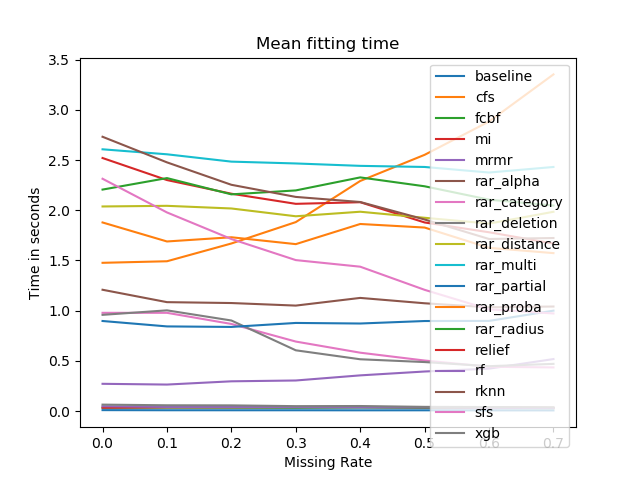 Mean fitting time
Time in seconds
3.5
3.0
2.5
2.0
1.5
1.0
0.5
0.0
baseline
cfs
fcbf
mi
mrmr
rar_alpha
rar_category
rar_deletion
rar_distance
rar_multi
rar_partial
rar_proba
rar_radius
relief
rf
rknn
sfs
xgb
0.0 0.1 0.2 0.3 0.4 0.5 0.6 0.7
Missing Rate